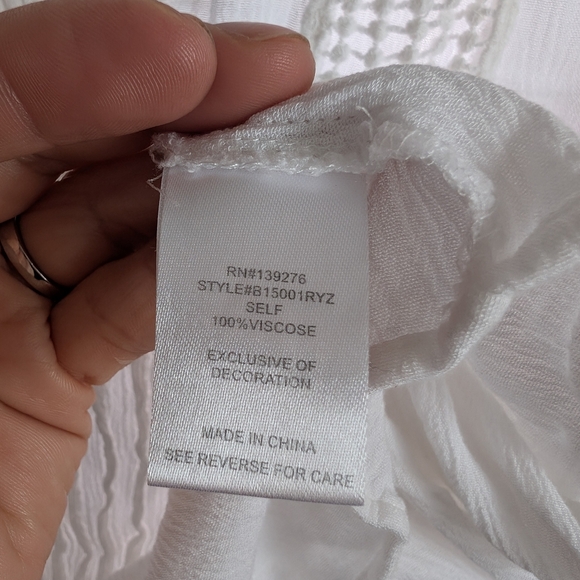 RN#139276
STYLE#B15001RYZ
SELF
100%VISCOSE
EXCLUSIVE OF
DECORATION
MADE IN CHINA
SEE REVERSE FOR CARE